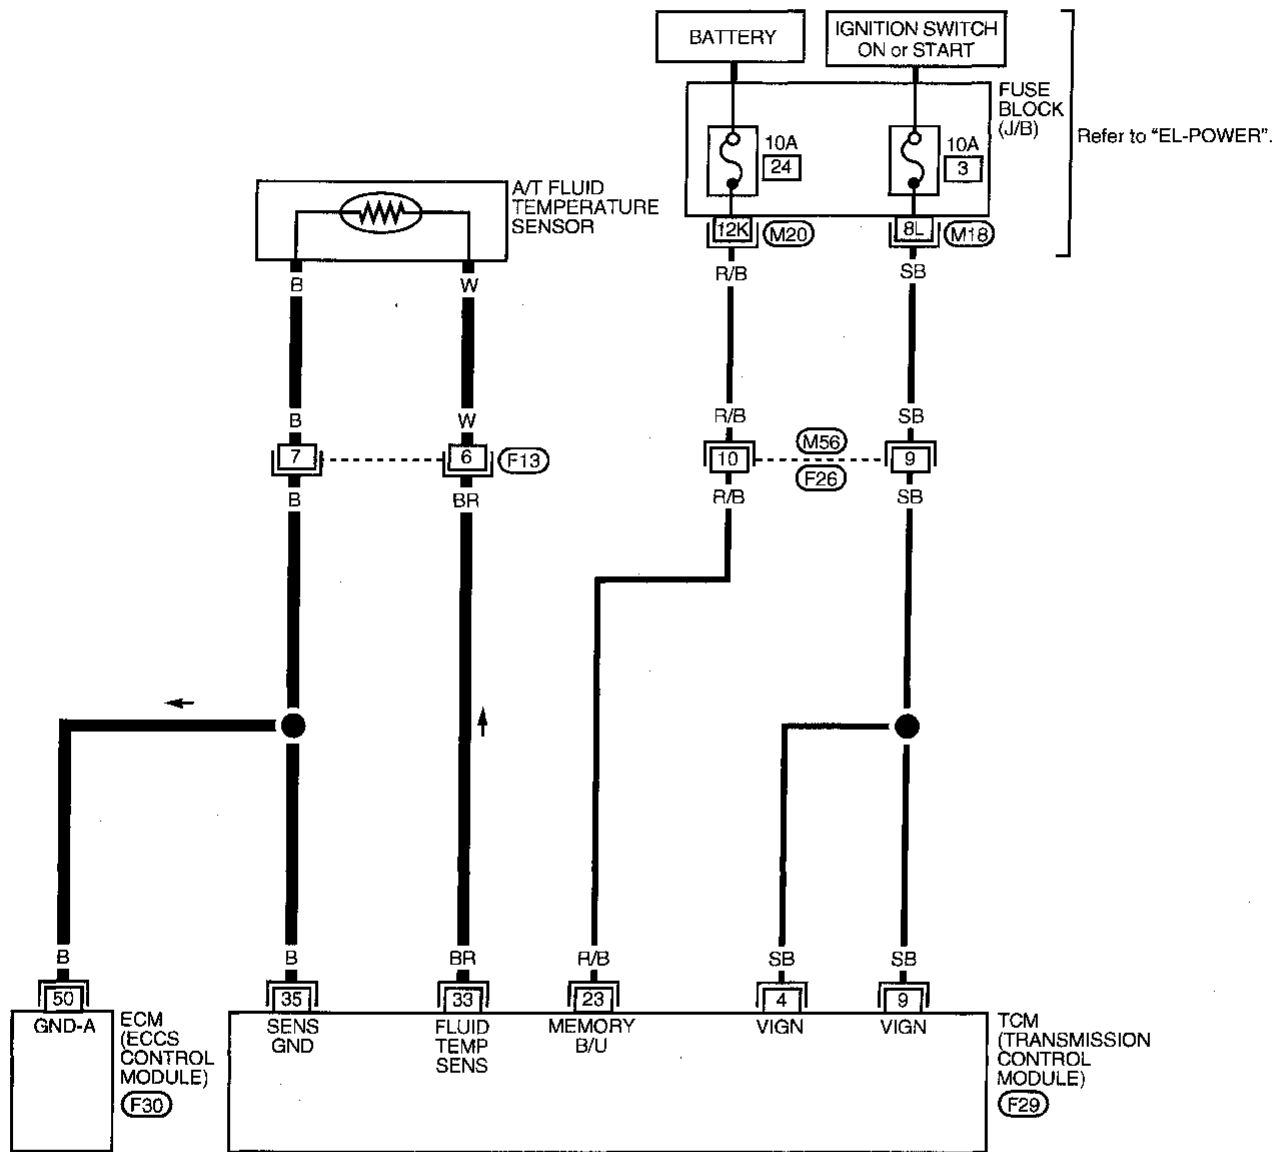 BATTERY
IGNITION SWITCH
ON or START
FUSE
BLOCK
(J/B)
Refer to "EL-POWER".
10A
24
10A
3
A/T FLUID
TEMPERATURE
SENSOR
12K
M20
8L
M18
B
W
R/B
SB
B
W
R/B
SB
7
6
F13
10
M56
F26
9
B
BR
R/B
SB
B
B
BR
R/B
SB
SB
50
35
33
23
4
9
GND-A
ECM
(ECCS
CONTROL
MODULE)
F30
SENS
GND
FLUID
TEMP
SENS
MEMORY
B/U
VIGN
VIGN
TCM
(TRANSMISSION
CONTROL
MODULE)
F29